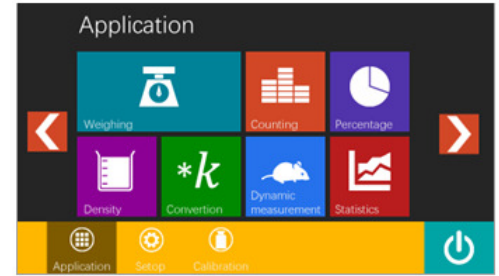 Application
Weighing
Counting
Percentage
Density
*k
Convertion
Dynamic
measurement
Statistics
Application
Setop
Calibration